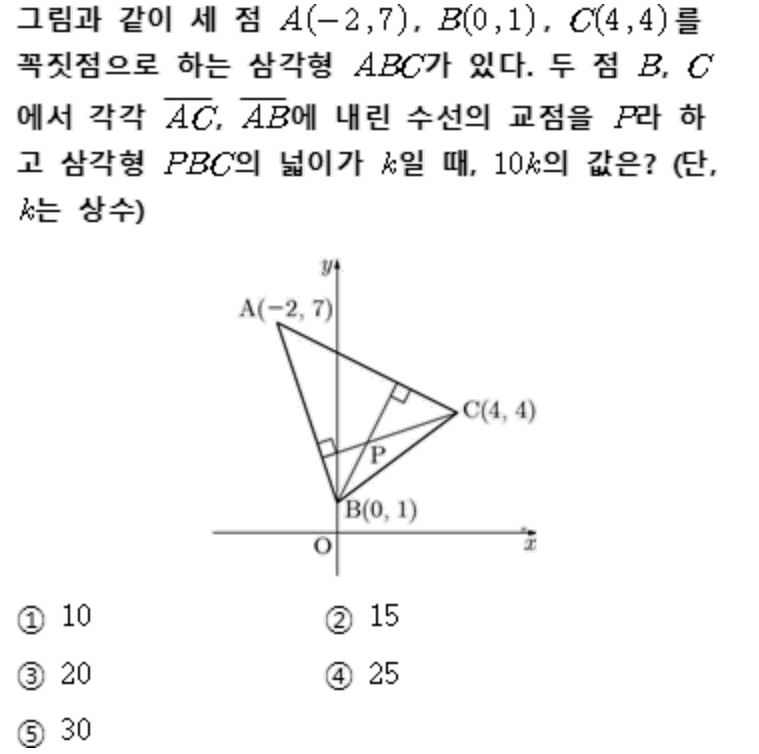 그림과 같이 세 점 A(−2,7), B(0,1), C(4,4)를
꼭짓점으로 하는 삼각형 ABC가 있다. 두 점 B, C
에서 각각 \overline{AC}, \overline{AB}에 내린 수선의 교점을 P라 하
고 삼각형 PBC의 넓이가 k일 때, 10k의 값은? (단,
k는 상수)
y
A(−2, 7)
C(4, 4)
P
B(0, 1)
O
x
① 10
② 15
③ 20
④ 25
⑤ 30